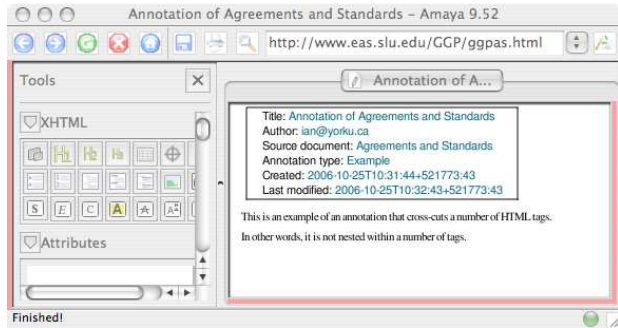 Annotation of Agreements and Standards – Amaya 9.52
http://www.eas.slu.edu/GGP/ggpas.html
Tools
Annotation of A...
XHTML
H1 H2 H3
S E C A A A
Attributes
Title: Annotation of Agreements and Standards
Author: ian@yorku.ca
Source document: Agreements and Standards
Annotation type: Example
Created: 2006-10-25T10:31:44+521773:43
Last modified: 2006-10-25T10:32:43+521773:43
This is an example of an annotation that cross-cuts a number of HTML tags.
In other words, it is not nested within a number of tags.
Finished!